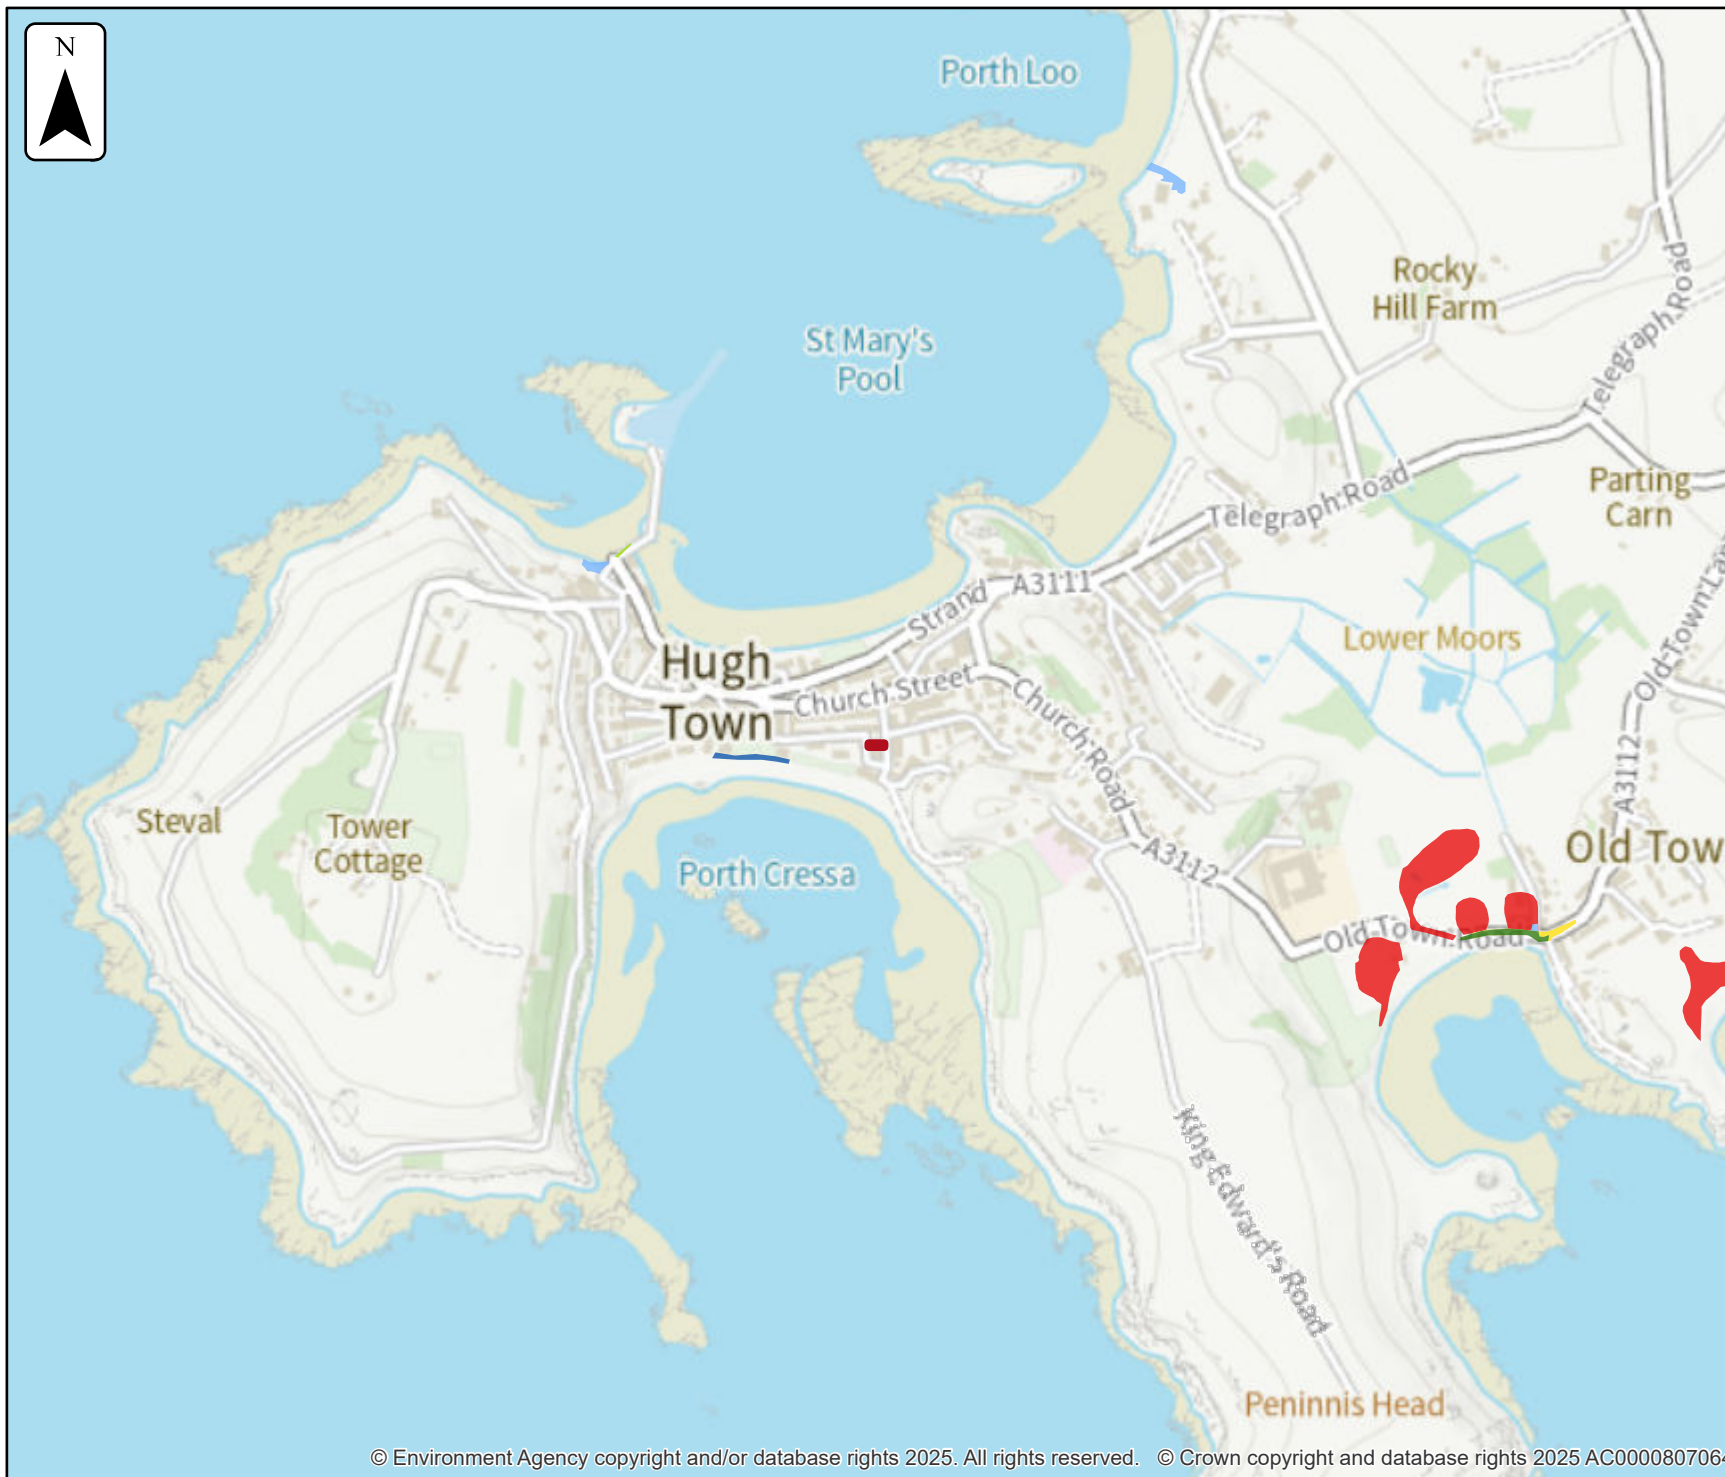 N
Porth Loo
Rocky
Hill Farm
Telegraph Road
St Mary's
Pool
Telegraph Road
Parting
Carn
A3111
Strand
Lower Moors
Old Town Lan
Hugh
Town
Church Street
Church Road
A3112
Steval
Tower
Cottage
Porth Cressa
A3112
Old Tow
Old Town Road
King Edward's Road
Peninnis Head
© Environment Agency copyright and/or database rights 2025. All rights reserved. © Crown copyright and database rights 2025 AC000080706